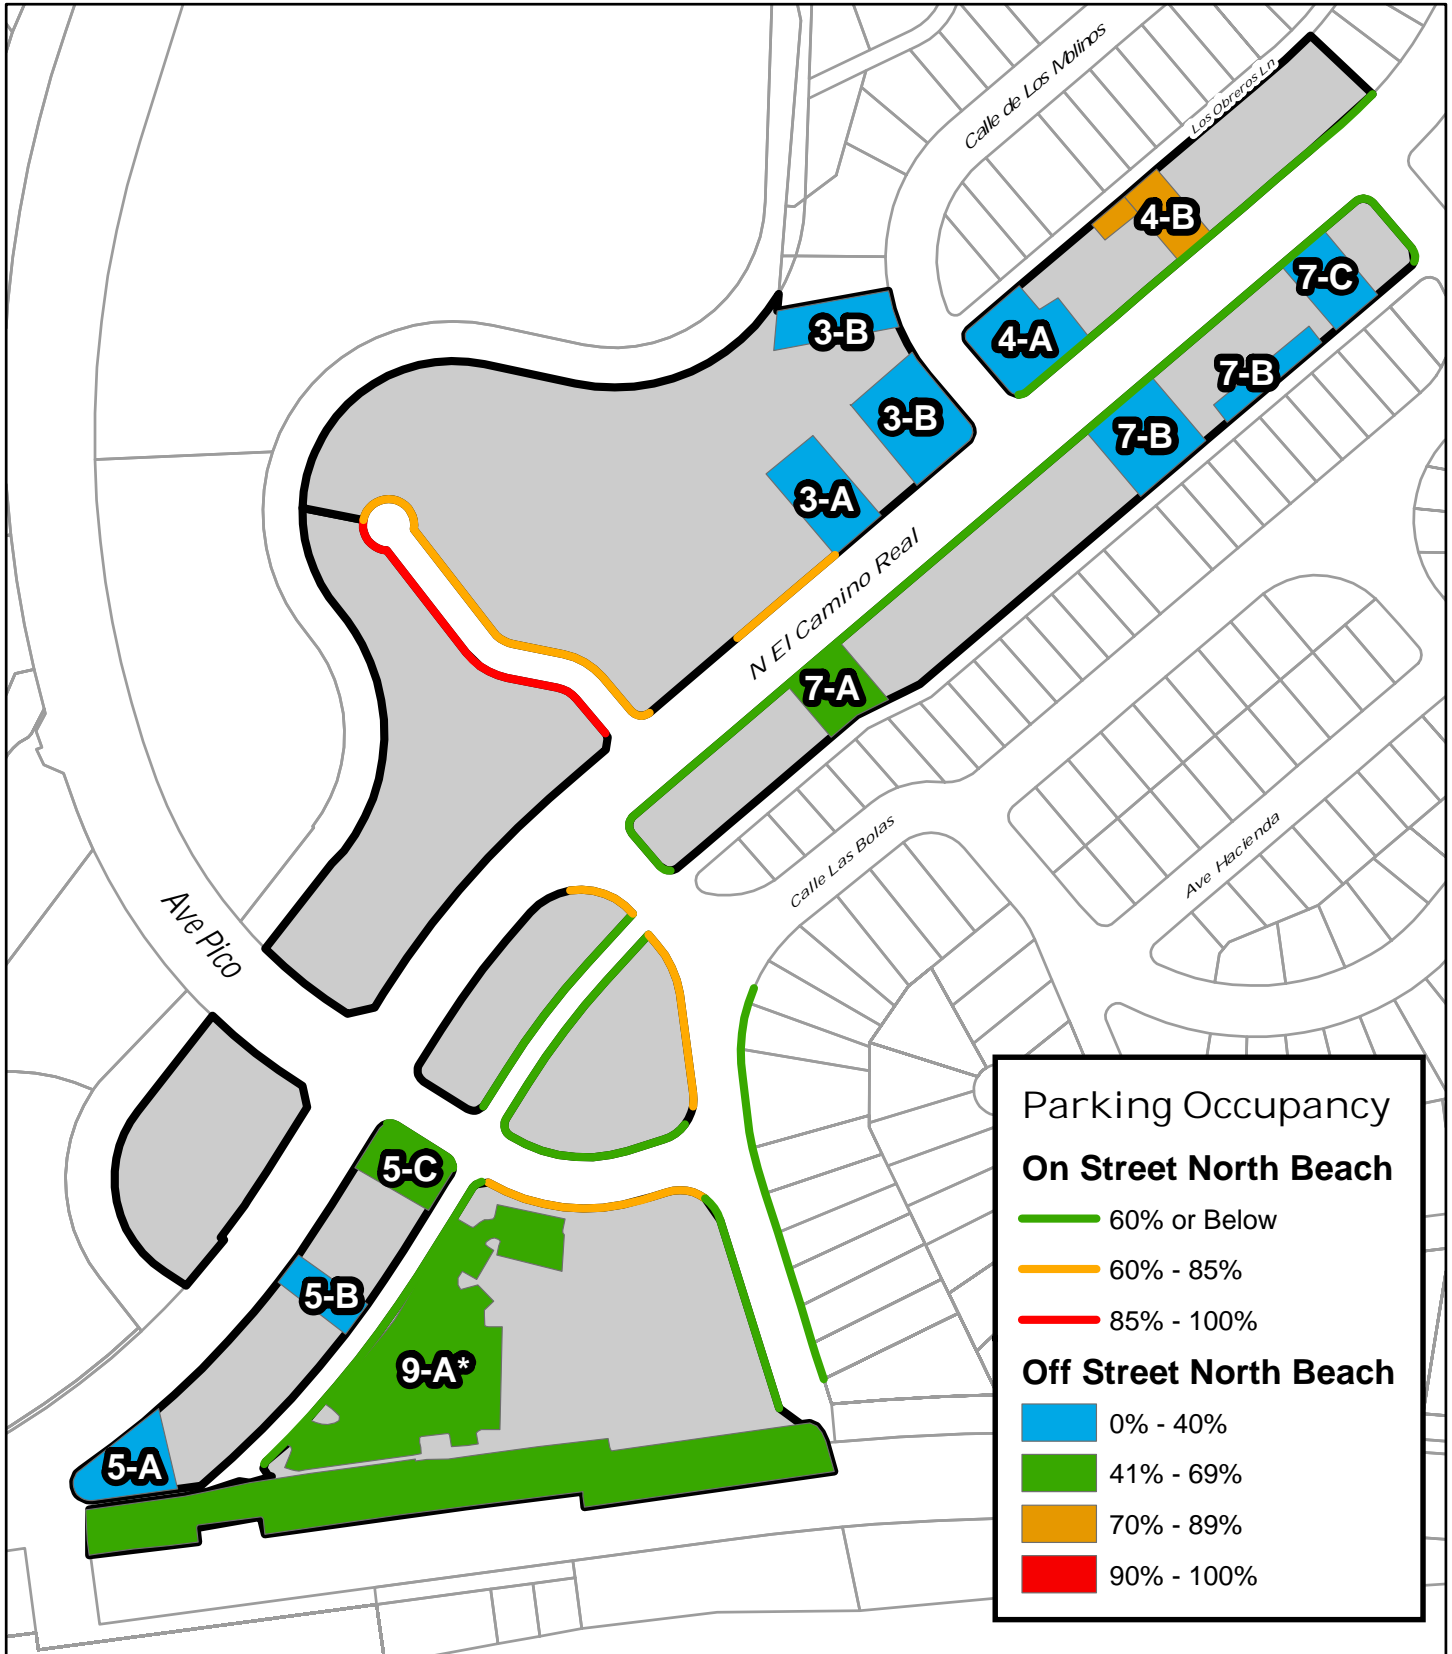 Calle de Los Molinos
Los Obreros Ln
4-B
7-C
3-B
4-A
7-B
3-B
7-B
3-A
N El Camino Real
7-A
Calle Las Bolas
Ave Hacienda
Ave Pico
5-C
5-B
9-A*
5-A
Parking Occupancy
On Street North Beach
60% or Below
60% - 85%
85% - 100%
Off Street North Beach
0% - 40%
41% - 69%
70% - 89%
90% - 100%